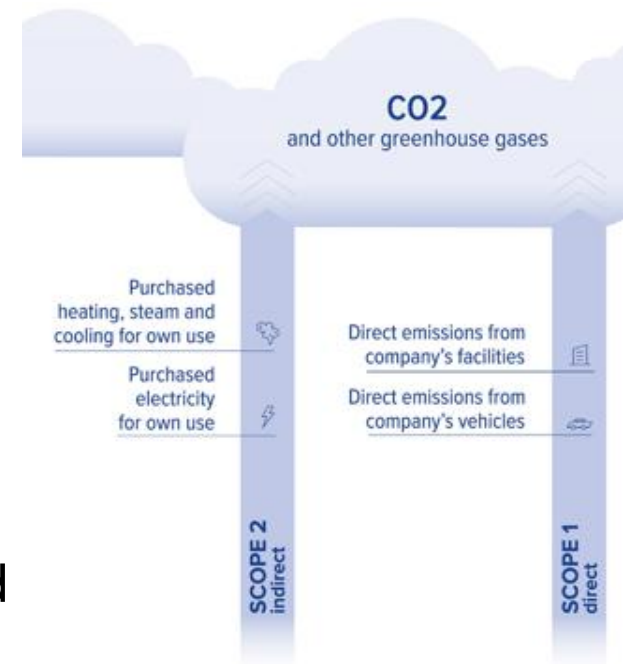 CO2
and other greenhouse gases
Purchased
heating, steam and
cooling for own use
Purchased
electricity
for own use
SCOPE 2
indirect
Direct emissions from
company's facilities
Direct emissions from
company's vehicles
SCOPE 1
direct